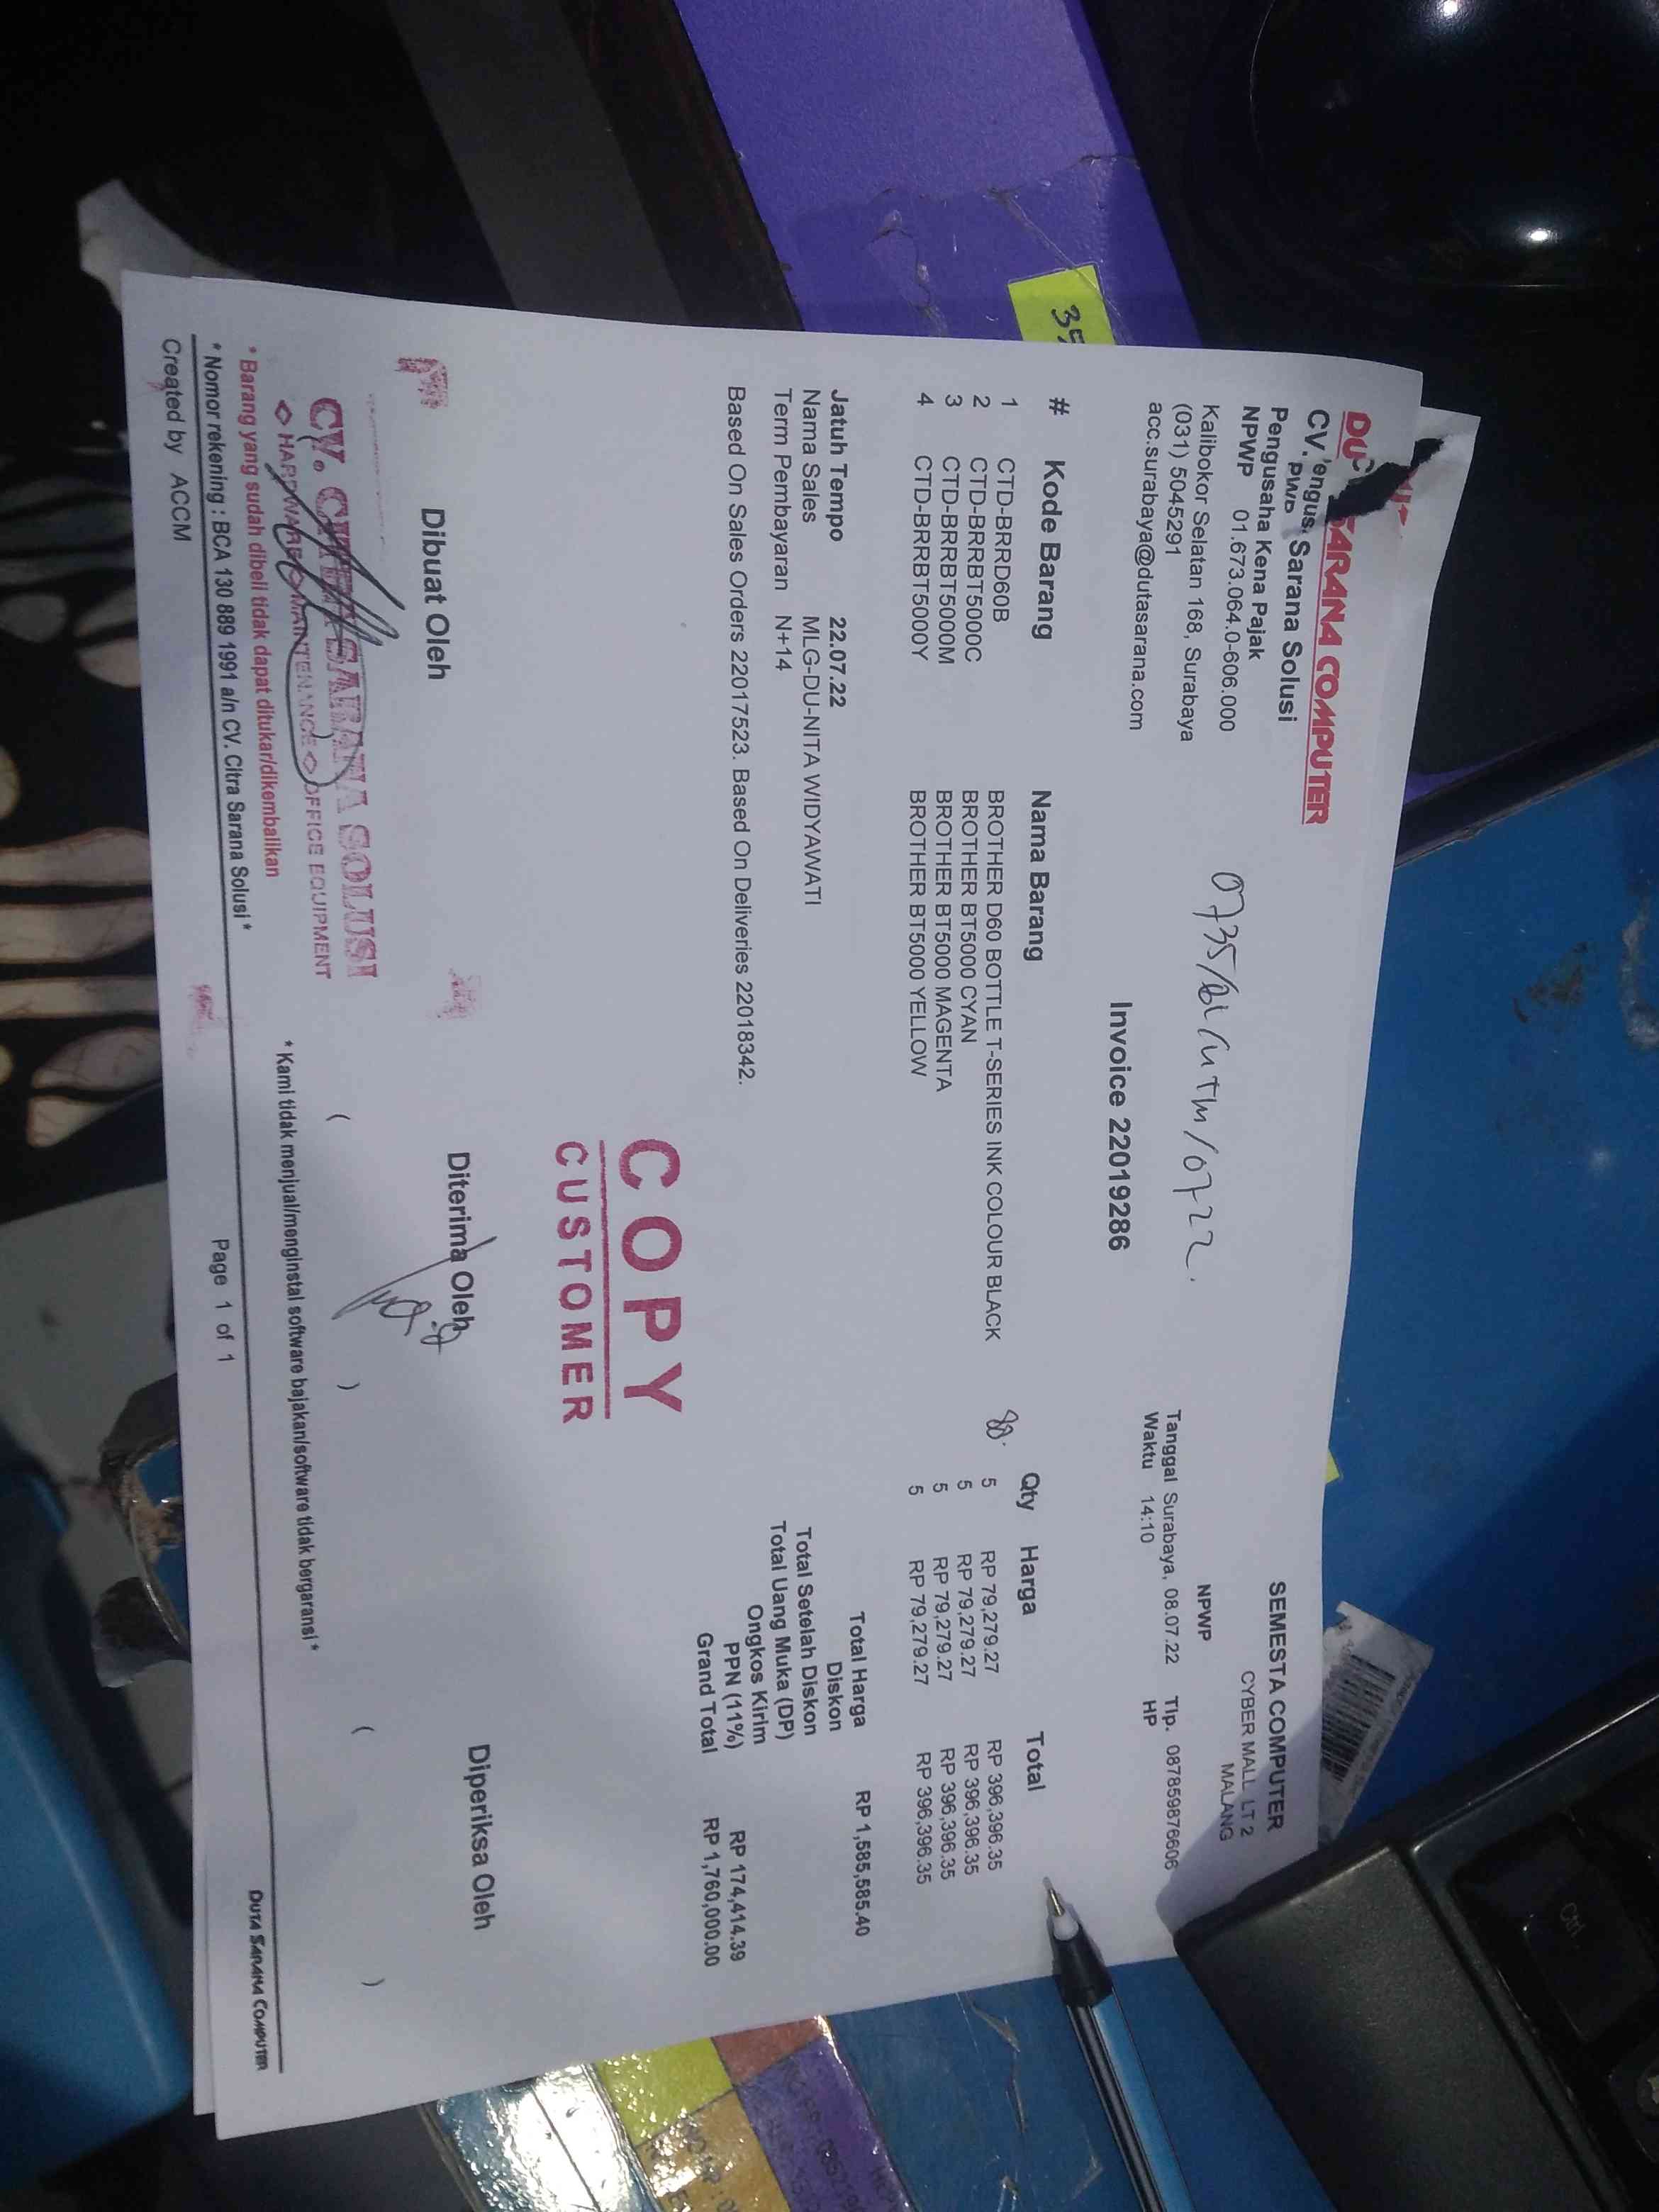 DUTA SARANA COMPUTER
CV. Sarana Solusi
Pengusaha Kena Pajak
NPWP 01.673.064.0-606.000
Kalibokor Selatan 168, Surabaya
(031) 5045291
acc.surabaya@dutasarana.com
SEMESTA COMPUTER
CYBER MALL LT 2
MALANG
NPWP
Tanggal Surabaya, 08.07.22 Tlp. 087859876606
Waktu 14:10 HP
Invoice 22019286
# Kode Barang Nama Barang Qty Harga Total
1 CTD-BRRD60B BROTHER D60 BOTTLE T-SERIES INK COLOUR BLACK 5 RP 79,279.27 RP 396,396.35
2 CTD-BRRBT5000C BROTHER BT5000 CYAN 5 RP 79,279.27 RP 396,396.35
3 CTD-BRRBT5000M BROTHER BT5000 MAGENTA 5 RP 79,279.27 RP 396,396.35
4 CTD-BRRBT5000Y BROTHER BT5000 YELLOW 5 RP 79,279.27 RP 396,396.35
Jatuh Tempo 22.07.22
Nama Sales MLG-DU-NITA WIDYAWATI
Term Pembayaran N+14
Based On Sales Orders 22017523. Based On Deliveries 22018342.
Total Harga RP 1,585,585.40
Diskon
Total Setelah Diskon
Total Uang Muka (DP)
Ongkos Kirim
PPN (11%) RP 174,414.39
Grand Total RP 1,760,000.00
COPY
CUSTOMER
Dibuat Oleh Diterima Oleh Diperiksa Oleh
CV. CITRA SARANA SOLUSI
HARDWARE MAINTENANCE OFFICE EQUIPMENT
( ) ( )
* Barang yang sudah dibeli tidak dapat ditukar/dikembalikan
* Kami tidak menjual/menginstal software bajakan/software tidak bergaransi *
* Nomor rekening : BCA 130 889 1991 a/n CV. Citra Sarana Solusi *
DUTA SARANA COMPUTER
Created by ACCM Page 1 of 1
Ctrl